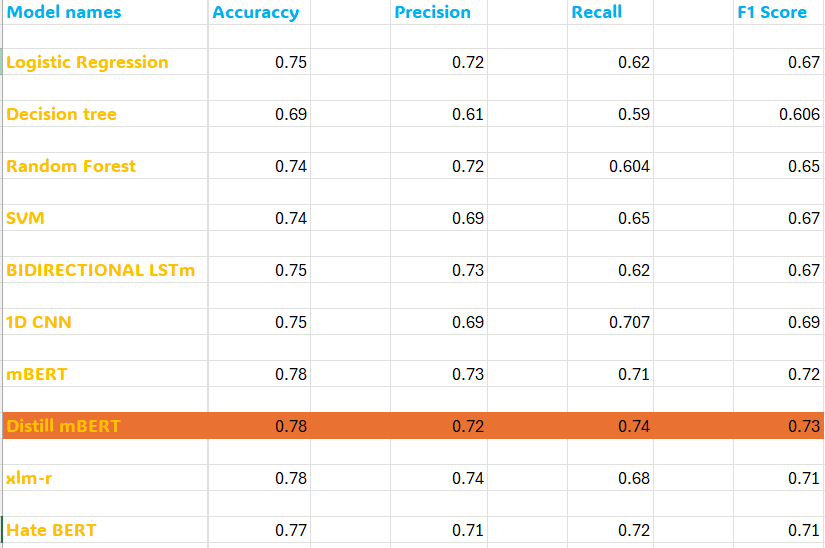 Model names Accuraccy Precision Recall F1 Score
Logistic Regression 0.75 0.72 0.62 0.67
Decision tree 0.69 0.61 0.59 0.606
Random Forest 0.74 0.72 0.604 0.65
SVM 0.74 0.69 0.65 0.67
BIDIRECTIONAL LSTm 0.75 0.73 0.62 0.67
1D CNN 0.75 0.69 0.707 0.69
mBERT 0.78 0.73 0.71 0.72
Distill mBERT 0.78 0.72 0.74 0.73
xlm-r 0.78 0.74 0.68 0.71
Hate BERT 0.77 0.71 0.72 0.71